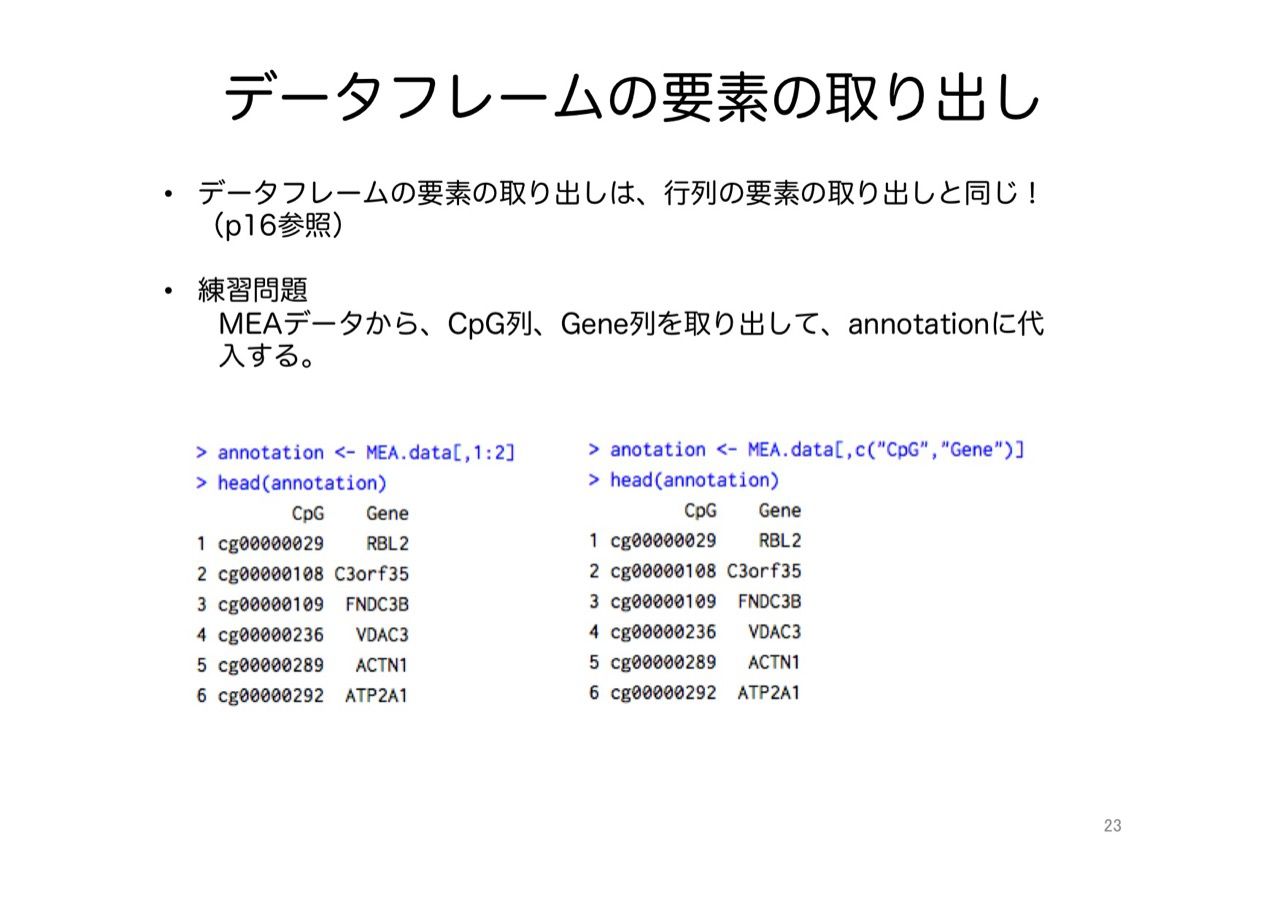 データフレームの要素の取り出し
• データフレームの要素の取り出しは、行列の要素の取り出しと同じ！
（p16参照）
• 練習問題
MEAデータから、CpG列、Gene列を取り出して、annotationに代
入する。
> annotation <- MEA.data[,1:2]
> head(annotation)
CpG Gene
1 cg00000029 RBL2
2 cg00000108 C3orf35
3 cg00000109 FNDC3B
4 cg00000236 VDAC3
5 cg00000289 ACTN1
6 cg00000292 ATP2A1
> anotation <- MEA.data[,c("CpG","Gene")]
> head(annotation)
CpG Gene
1 cg00000029 RBL2
2 cg00000108 C3orf35
3 cg00000109 FNDC3B
4 cg00000236 VDAC3
5 cg00000289 ACTN1
6 cg00000292 ATP2A1
23